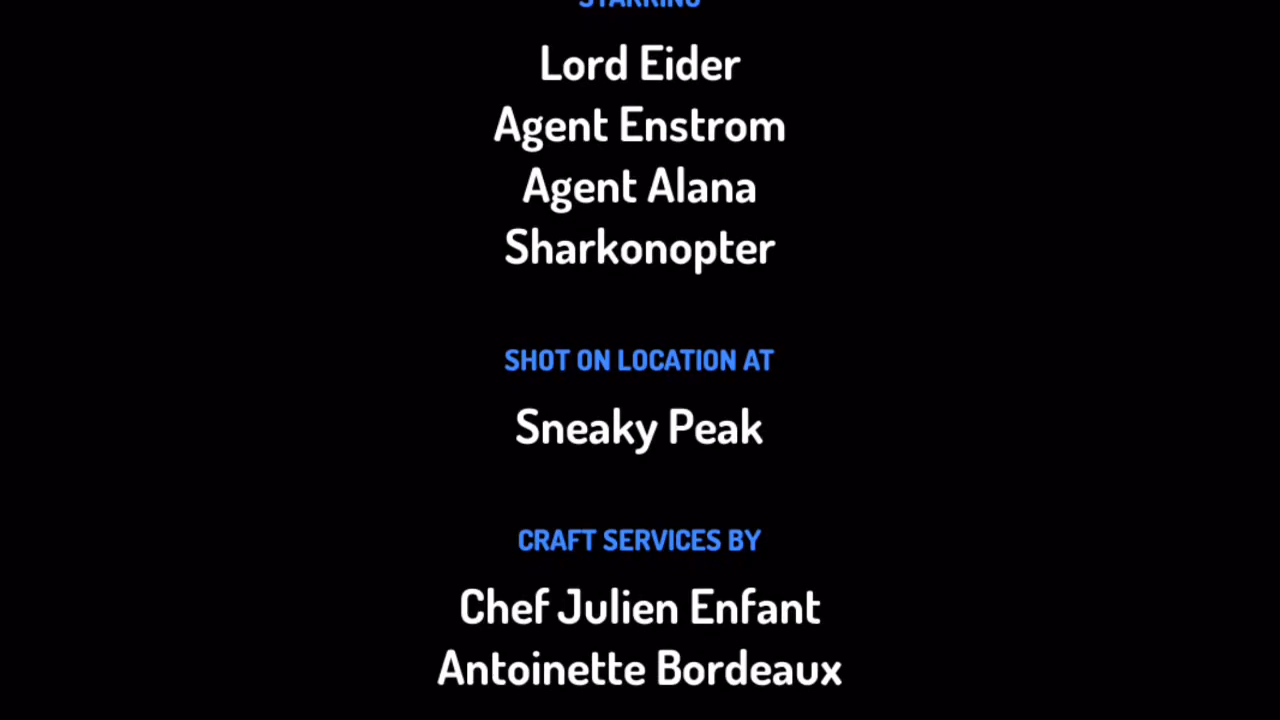 STARRING
Lord Eider
Agent Enstrom
Agent Alana
Sharkonopter
SHOT ON LOCATION AT
Sneaky Peak
CRAFT SERVICES BY
Chef Julien Enfant
Antoinette Bordeaux